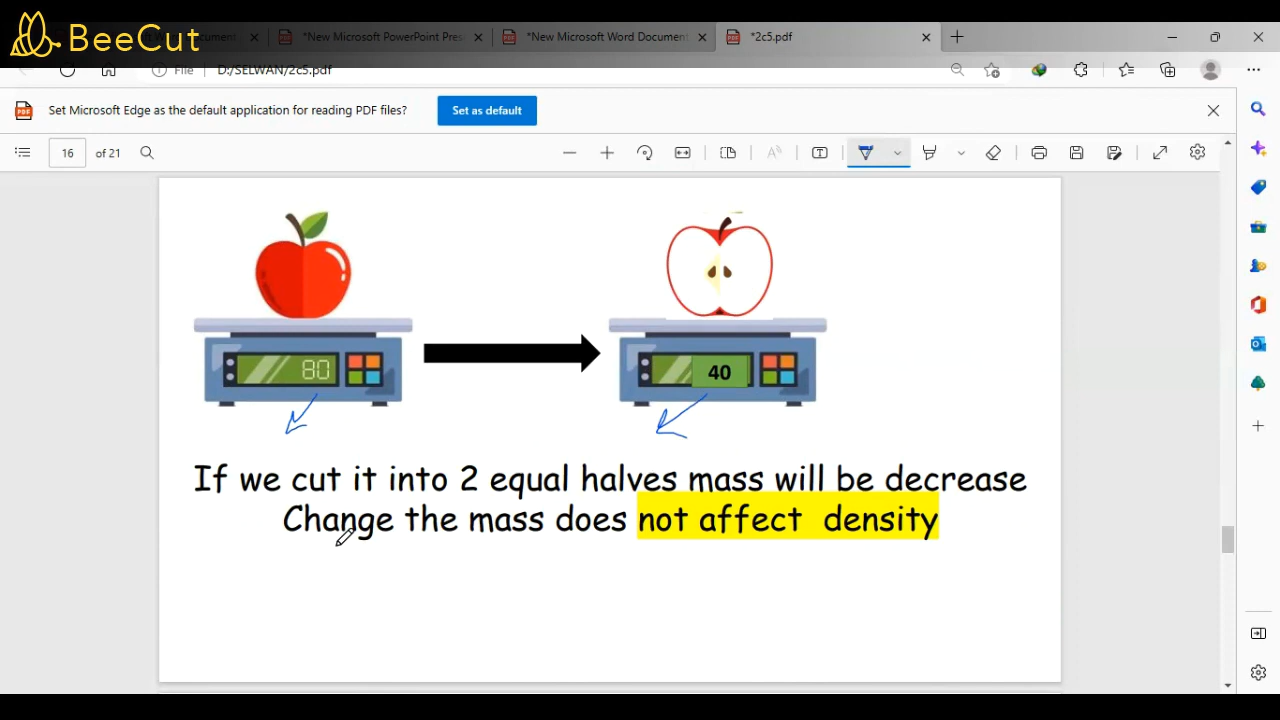 BeeCut
*New Microsoft PowerPoint Pres
*New Microsoft Word Document
*2c5.pdf
File
D:/SELWAN/2c5.pdf
Set Microsoft Edge as the default application for reading PDF files?
Set as default
16 of 21
80
40
If we cut it into 2 equal halves mass will be decrease
Change the mass does not affect density